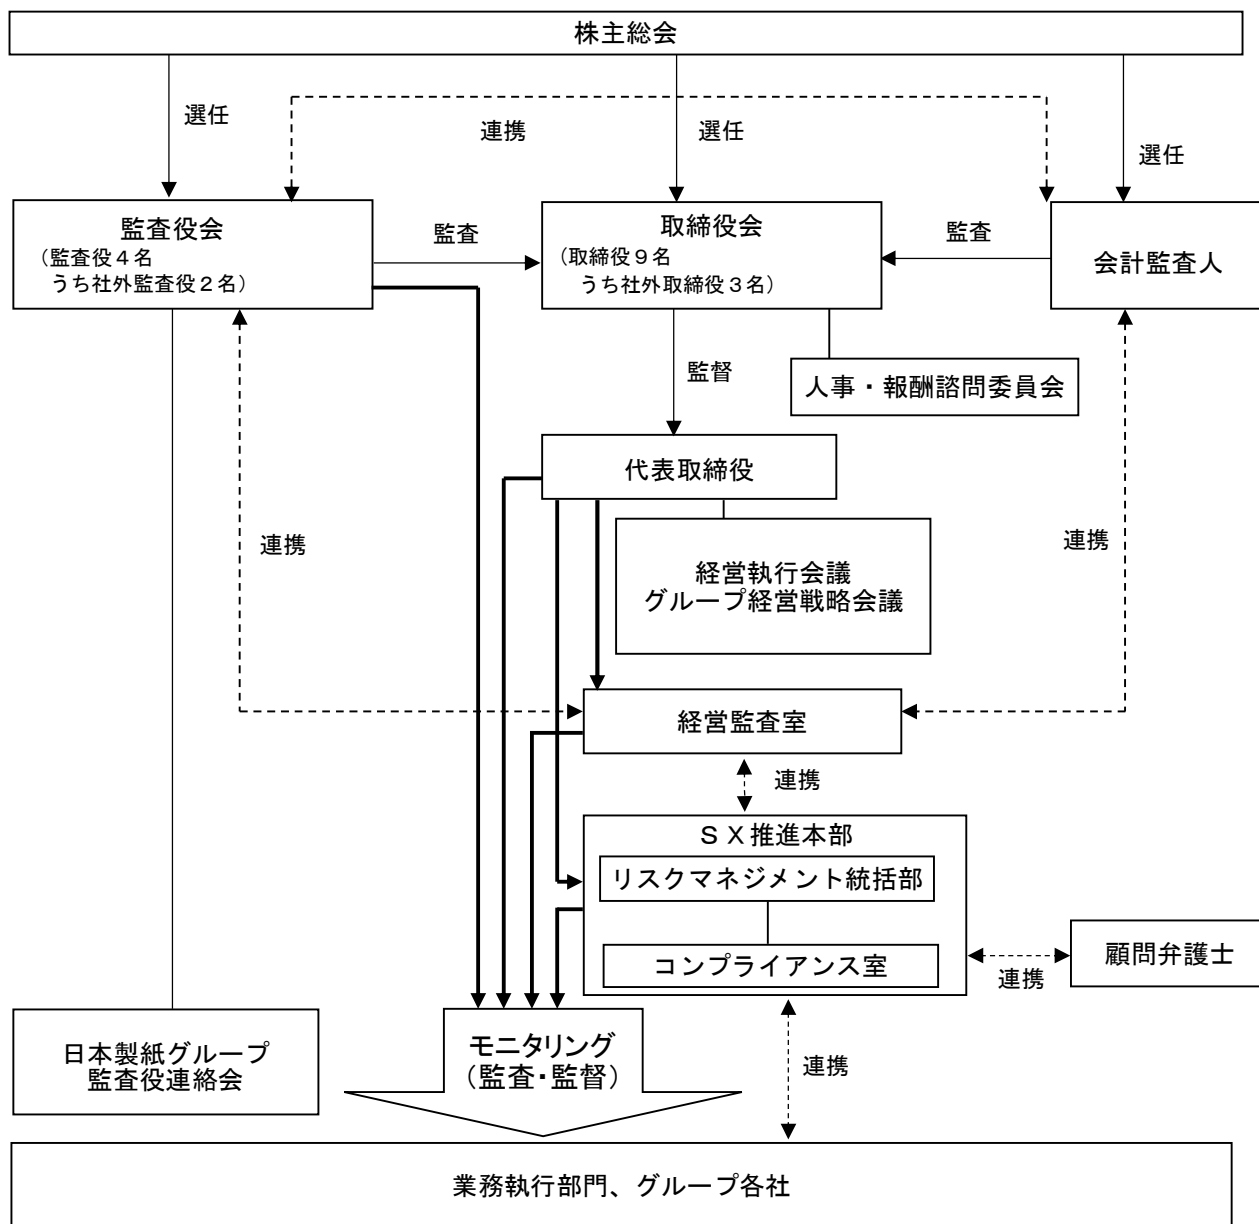 株主総会
選任
連携
選任
選任
監査役会
（監査役４名
うち社外監査役２名）
監査
取締役会
（取締役９名
うち社外取締役３名）
監査
会計監査人
監督
人事・報酬諮問委員会
代表取締役
連携
経営執行会議
グループ経営戦略会議
連携
経営監査室
連携
ＳＸ推進本部
リスクマネジメント統括部
コンプライアンス室
連携
顧問弁護士
日本製紙グループ
監査役連絡会
モニタリング
（監査・監督）
連携
業務執行部門、グループ各社